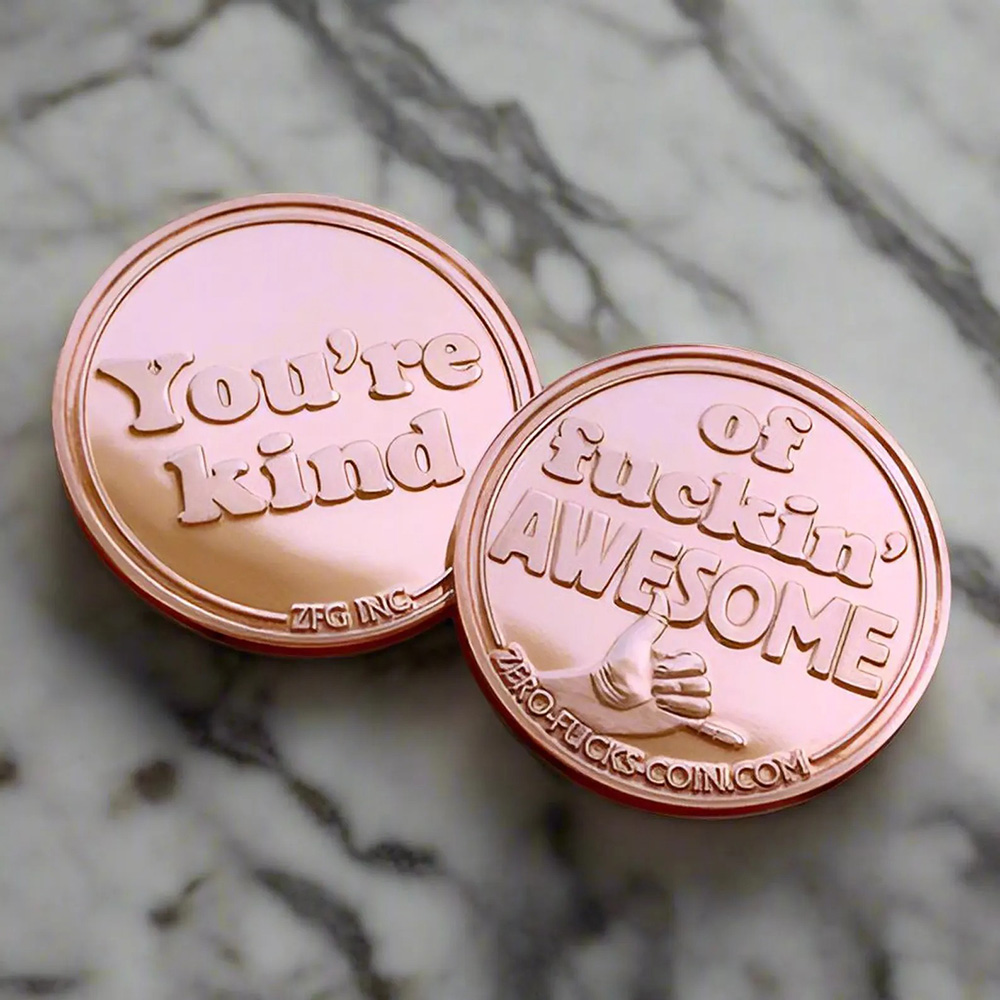 You're
kind
ZFG INC
of
fuckin'
AWESOME
ZERO-FUCKS-COIN.COM